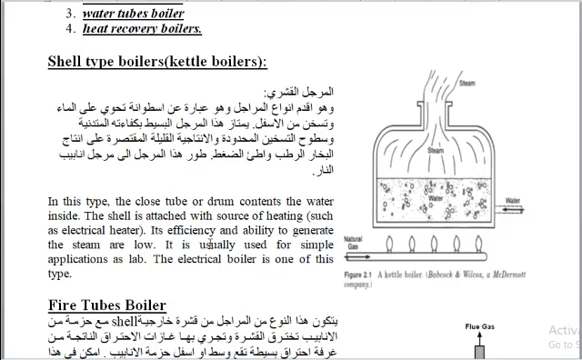 3. water tubes boiler
4. heat recovery boilers.
Shell type boilers(kettle boilers):
المرجل القشري:
وهو اقدم انواع المراجل وهو عبارة عن اسطوانة تحوي على الماء
وتسخن من الاسفل. يمتاز هذا المرجل البسيط بكفاءته المتدنية
وسطوح التسخين المحدودة والانتاجية القليلة المقتصرة على انتاج
البخار الرطب واطئ الضغط. طور هذا المرجل الى مرجل انابيب
النار.
In this type, the close tube or drum contents the water
inside. The shell is attached with source of heating (such
as electrical heater). Its efficiency and ability to generate
the steam are low. It is usually used for simple
applications as lab. The electrical boiler is one of this
type.
Steam
Steam
Water
Water
Natural
Gas
Figure 2.1 A kettle boiler. (Babcock & Wilcox, a McDermott
company.)
Fire Tubes Boiler
يتكون هذا النوع من المراجل من قشرة خارجية shell مع حزمة من
الانابيب تخترق القشرة وتجري بها غازات الاحتراق الناتجة من
غرفة احتراق بسيطة تقع وسط او اسفل حزمة الانابيب . امكن في هذا
Flue Gas
Activa
Go to S